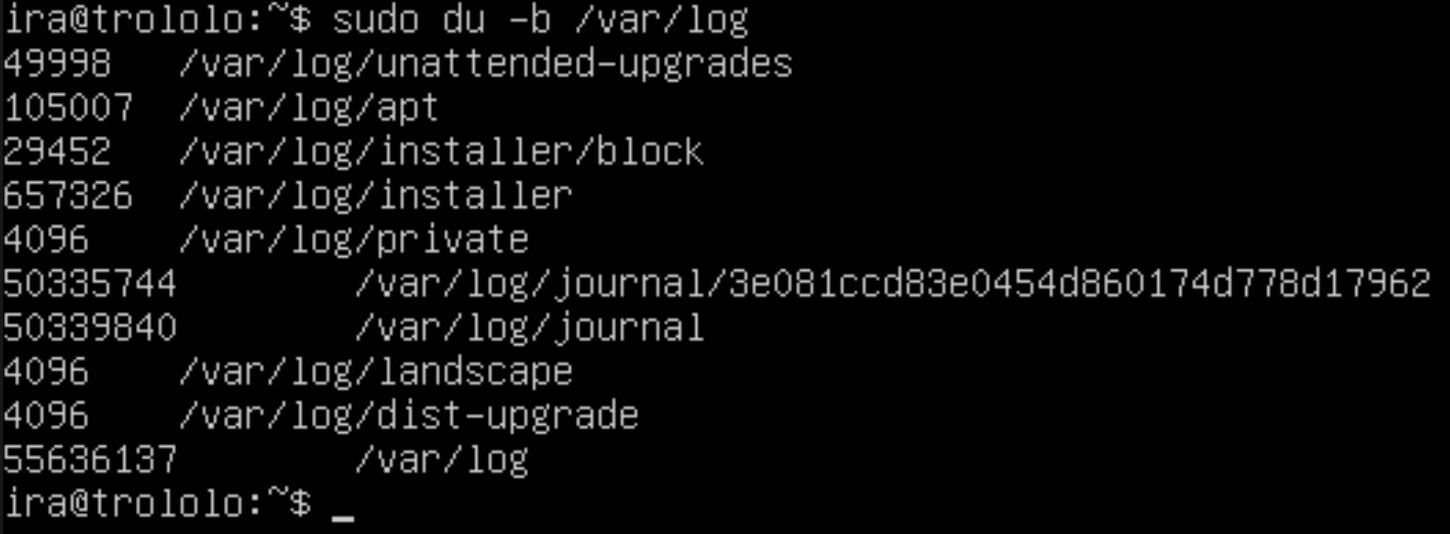 ira@trololo:~$ sudo du -b /var/log
49998	/var/log/unattended-upgrades
105007	/var/log/apt
29452	/var/log/installer/block
657326	/var/log/installer
4096	/var/log/private
50335744	/var/log/journal/3e081ccd83e0454d860174d778d17962
50339840	/var/log/journal
4096	/var/log/landscape
4096	/var/log/dist-upgrade
55636137	/var/log
ira@trololo:~$ _